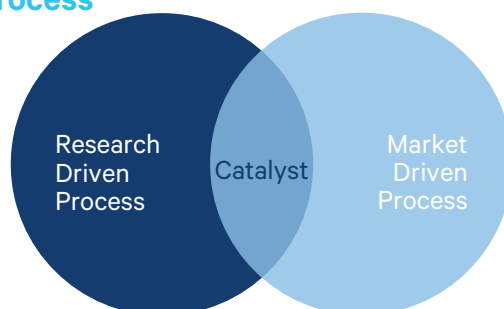 rocess
Research
Driven
Process
Catalyst
Market
Driven
Process